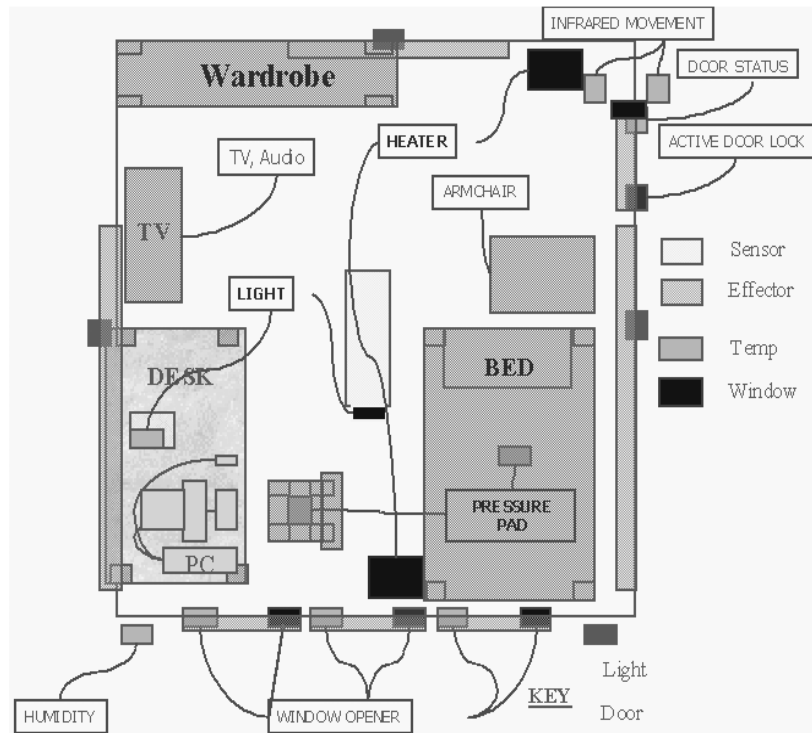 INFRARED MOVEMENT
Wardrobe
DOOR STATUS
HEATER
ACTIVE DOOR LOCK
TV, Audio
ARMCHAIR
TV
Sensor
LIGHT
Effector
Temp
DESK
BED
Window
PRESSURE
PAD
PC
Light
HUMIDITY
WINDOW OPENER
KEY
Door